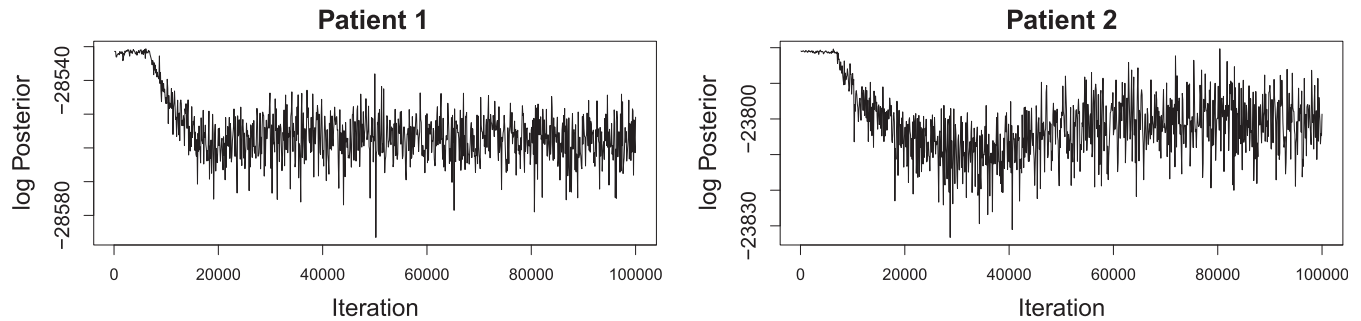 Patient 1
log Posterior
−28540
−28580
0 20000 40000 60000 80000 100000
Iteration
Patient 2
log Posterior
−23800
−23830
0 20000 40000 60000 80000 100000
Iteration